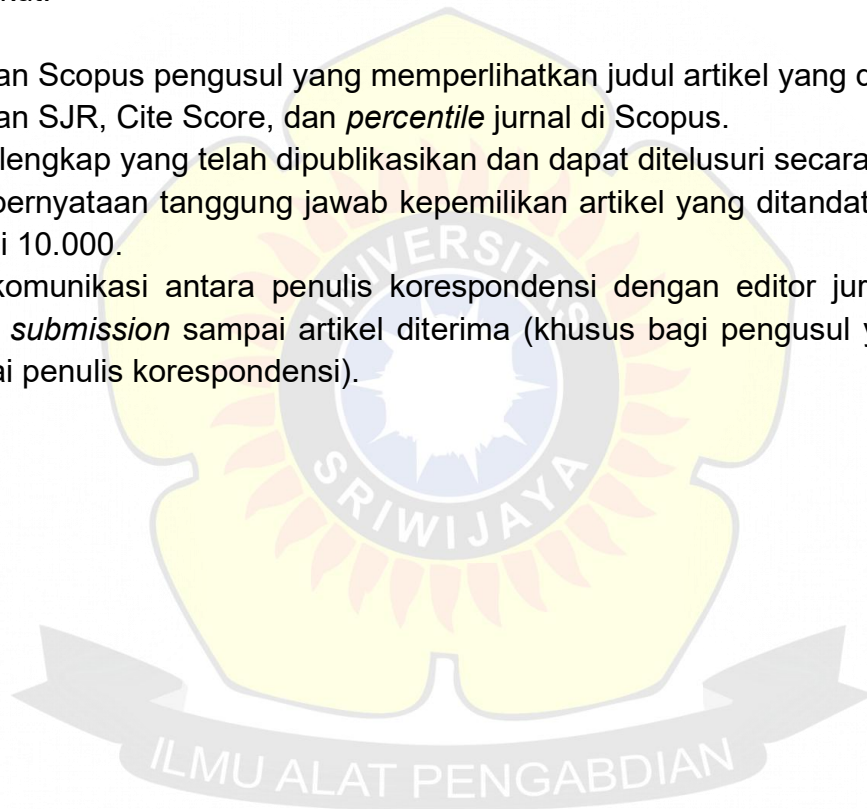 an Scopus pengusul yang memperlihatkan judul artikel yang
an SJR, Cite Score, dan percentile jurnal di Scopus.
lengkap yang telah dipublikasikan dan dapat ditelusuri secara
pernyataan tanggung jawab kepemilikan artikel yang ditandat
i 10.000.
komunikasi antara penulis korespondensi dengan editor jur
submission sampai artikel diterima (khusus bagi pengusul y
ai penulis korespondensi).
UNIVERSITAS
SRIWIJAYA
ILMU ALAT PENGABDIAN